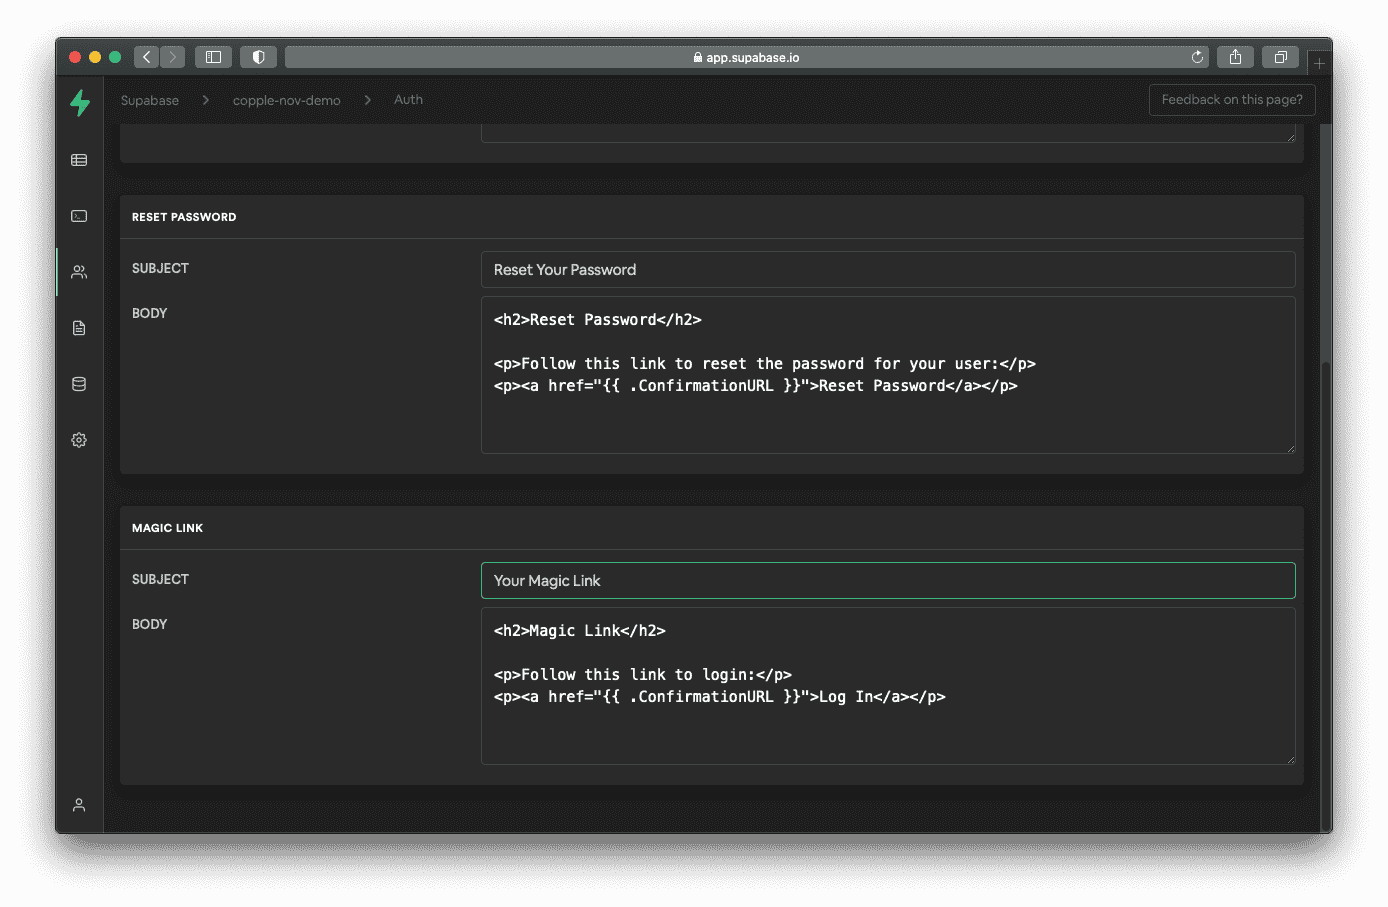 app.supabase.io
Supabase > copple-nov-demo > Auth
Feedback on this page?
RESET PASSWORD
SUBJECT
Reset Your Password
BODY
<h2>Reset Password</h2>
<p>Follow this link to reset the password for your user:</p>
<p><a href="{{ .ConfirmationURL }}">Reset Password</a></p>
MAGIC LINK
SUBJECT
Your Magic Link
BODY
<h2>Magic Link</h2>
<p>Follow this link to login:</p>
<p><a href="{{ .ConfirmationURL }}">Log In</a></p>